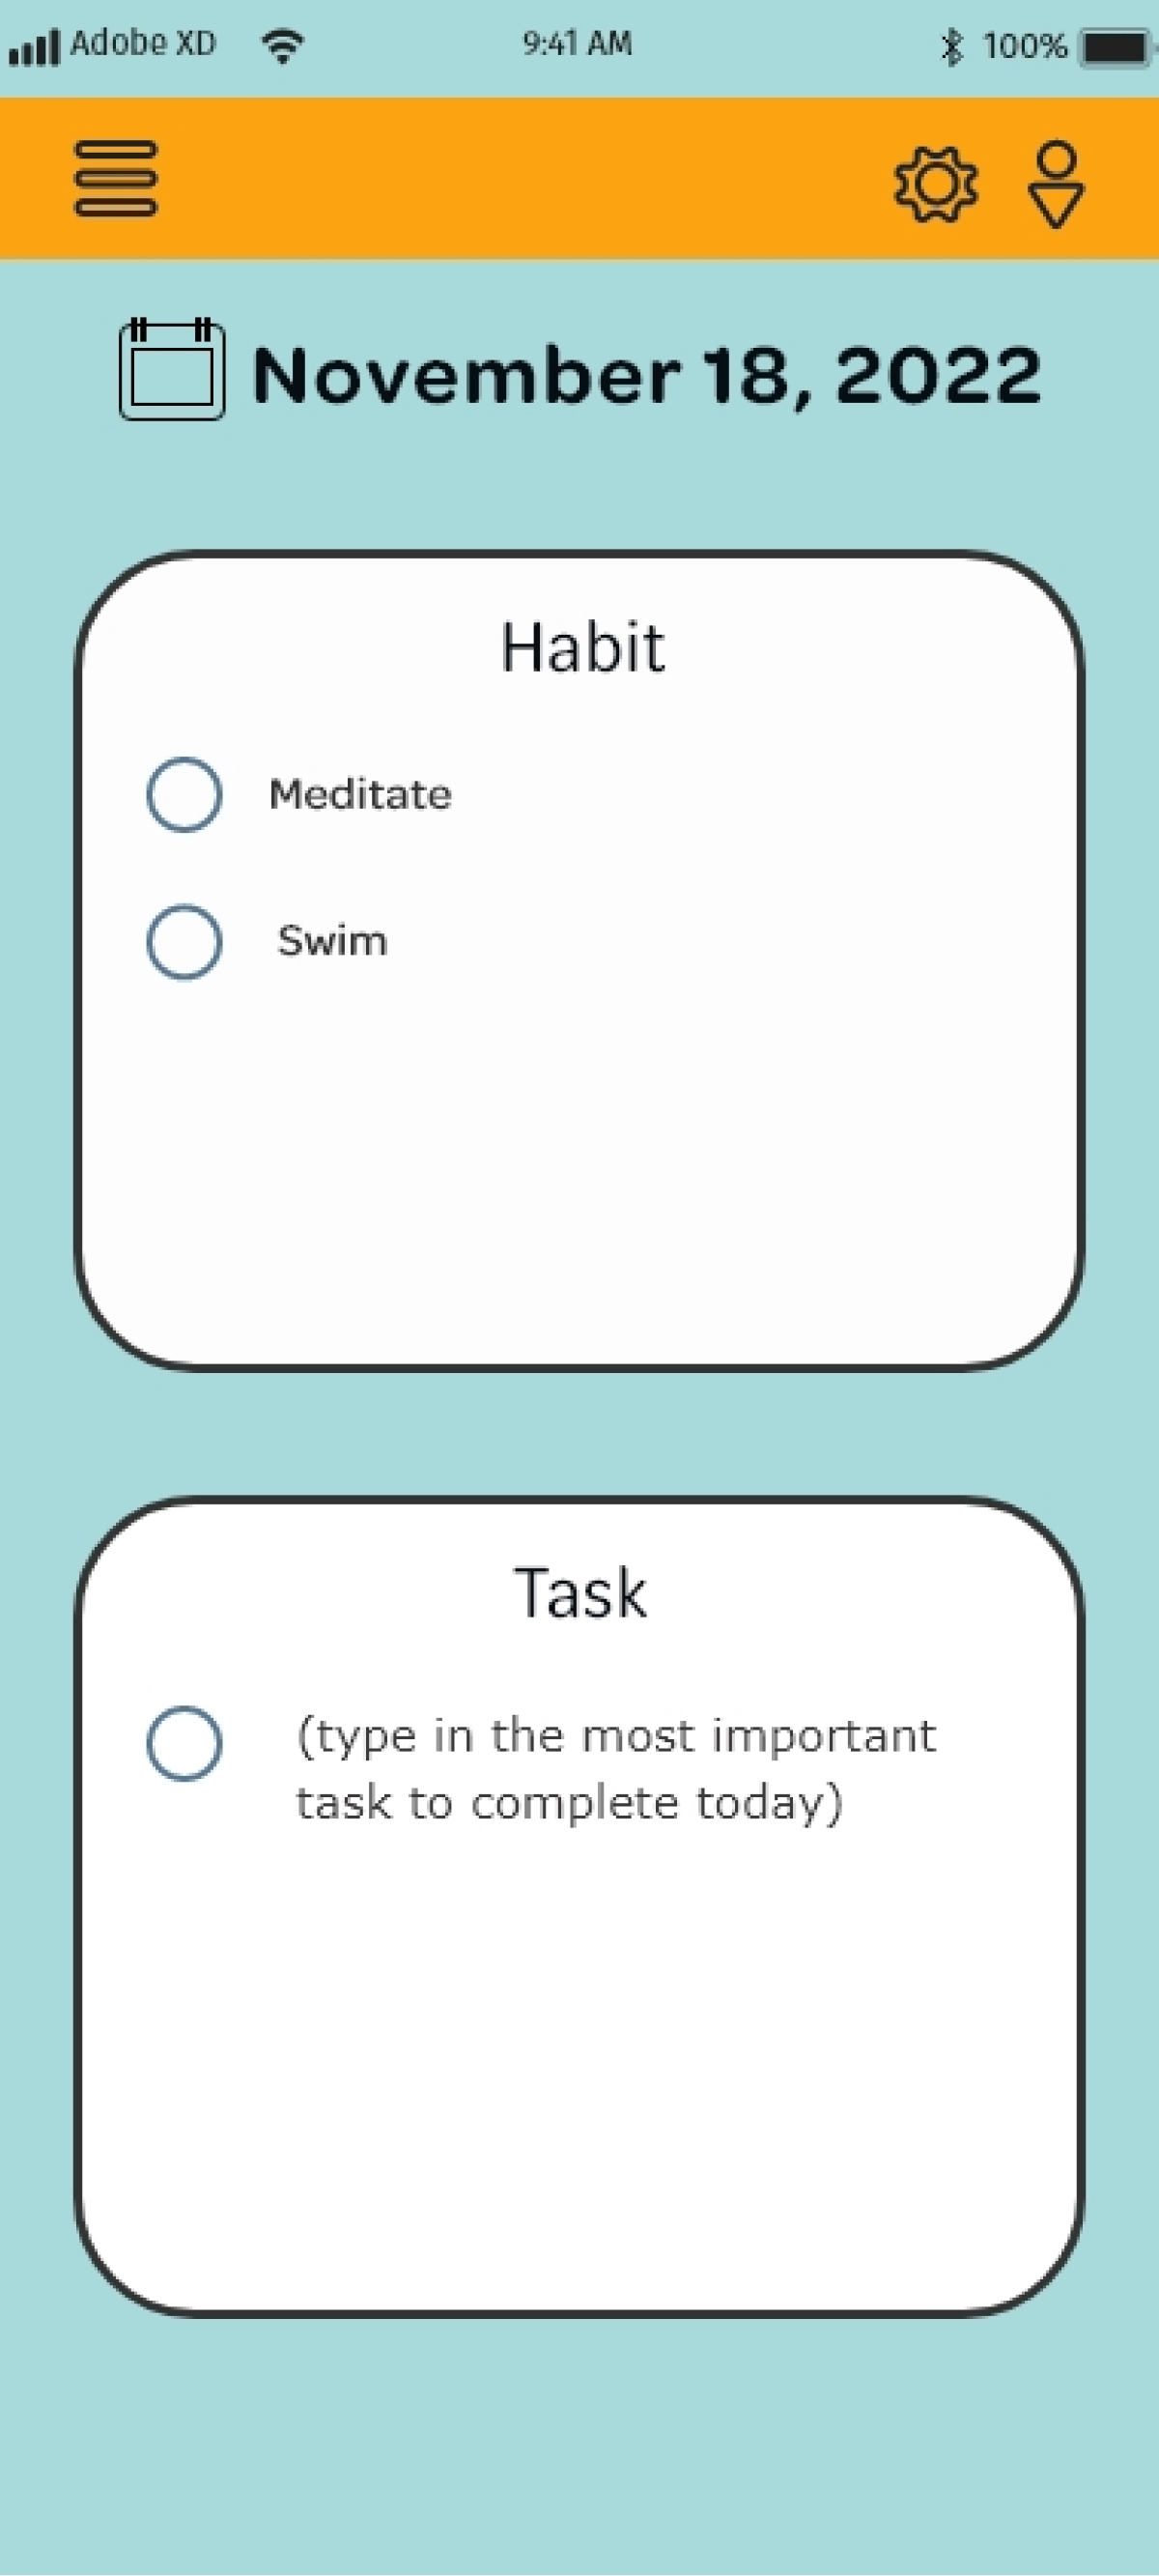 Adobe XD 9:41 AM 100%
November 18, 2022
Habit
Meditate
Swim
Task
(type in the most important
task to complete today)